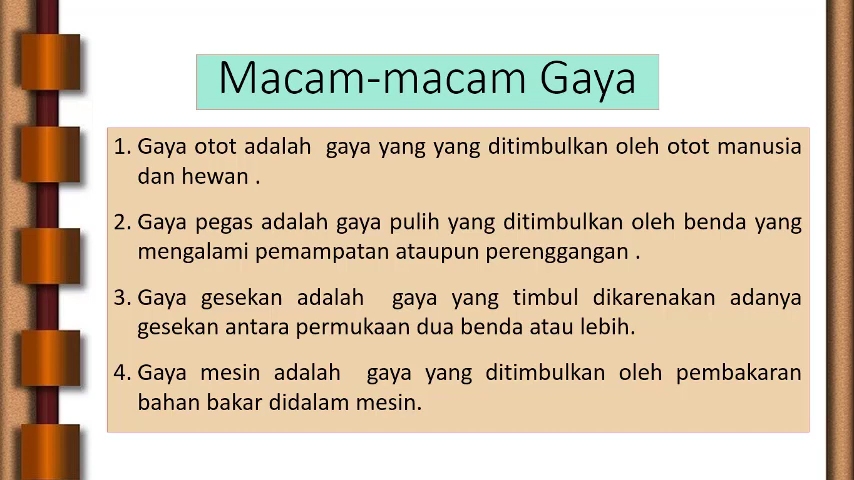 Macam-macam Gaya
1. Gaya otot adalah gaya yang yang ditimbulkan oleh otot manusia
dan hewan .
2. Gaya pegas adalah gaya pulih yang ditimbulkan oleh benda yang
mengalami pemampatan ataupun perenggangan .
3. Gaya gesekan adalah gaya yang timbul dikarenakan adanya
gesekan antara permukaan dua benda atau lebih.
4. Gaya mesin adalah gaya yang ditimbulkan oleh pembakaran
bahan bakar didalam mesin.